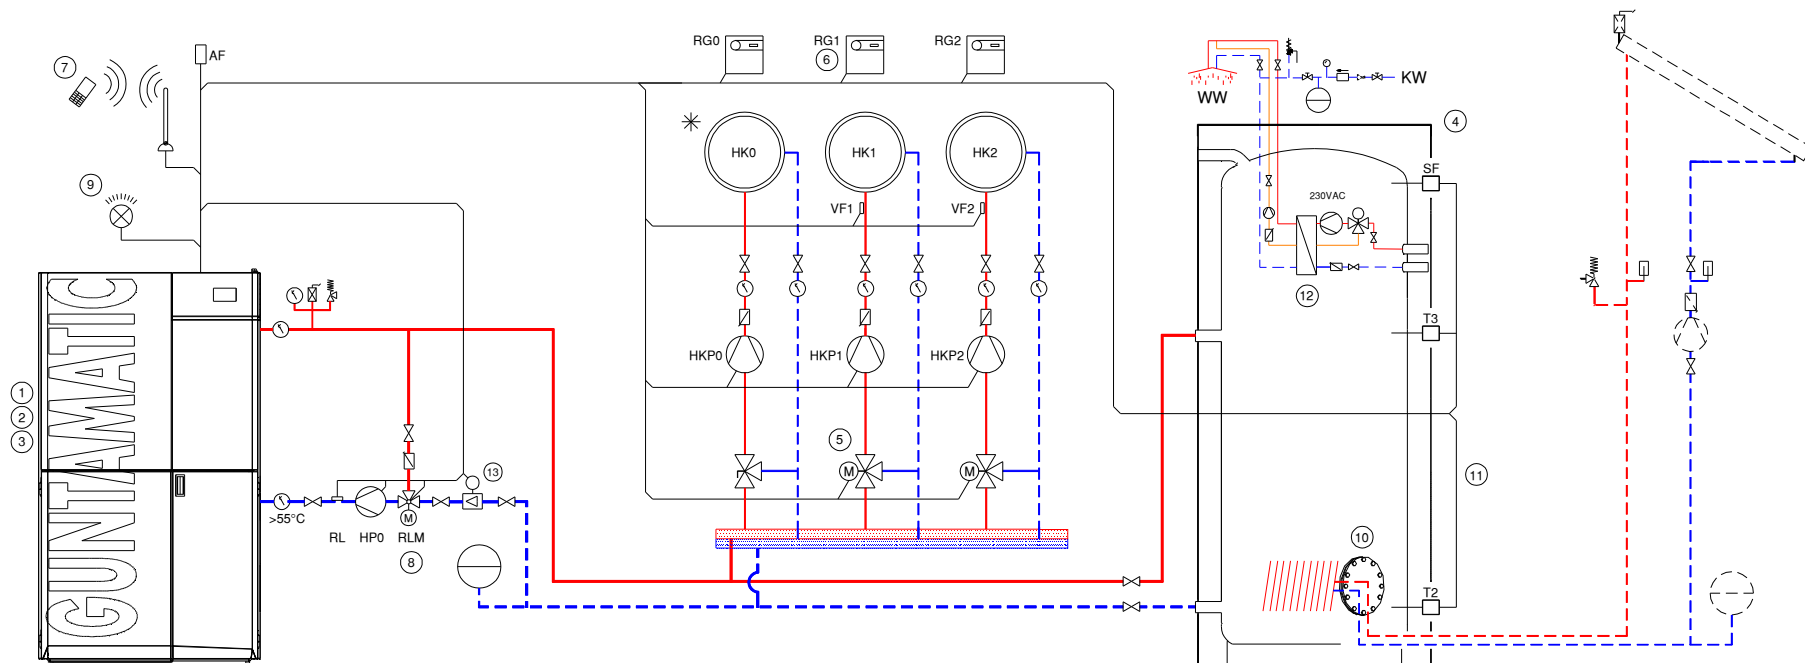 7
AF
RG0
RG1
RG2
6
KW
WW
4
9
HK0
HK1
HK2
SF
VF1
VF2
230VAC
GUNTAMATIC
12
T3
HKP0
HKP1
HKP2
1
2
3
5
M
M
13
11
>55°C
RL
HP0
RLM
M
8
10
T2